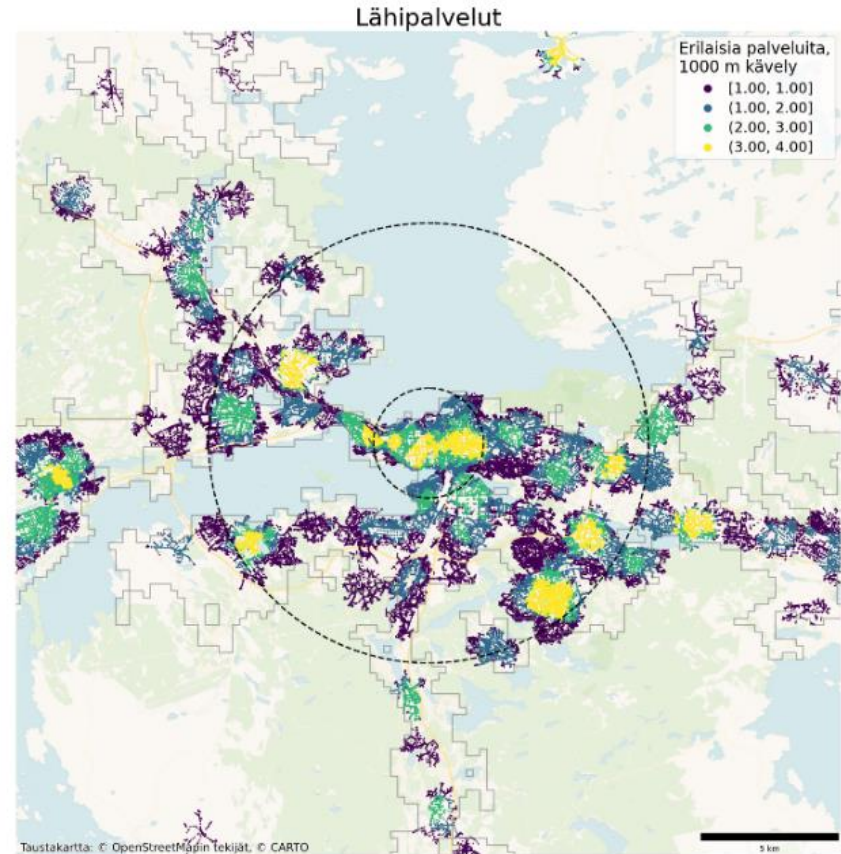 Lähipalvelut
Erilaisia palveluita,
1000 m kävely
[1.00, 1.00]
(1.00, 2.00]
(2.00, 3.00]
(3.00, 4.00]
Taustakartta: © OpenStreetMapin tekijät, © CARTO
5 km